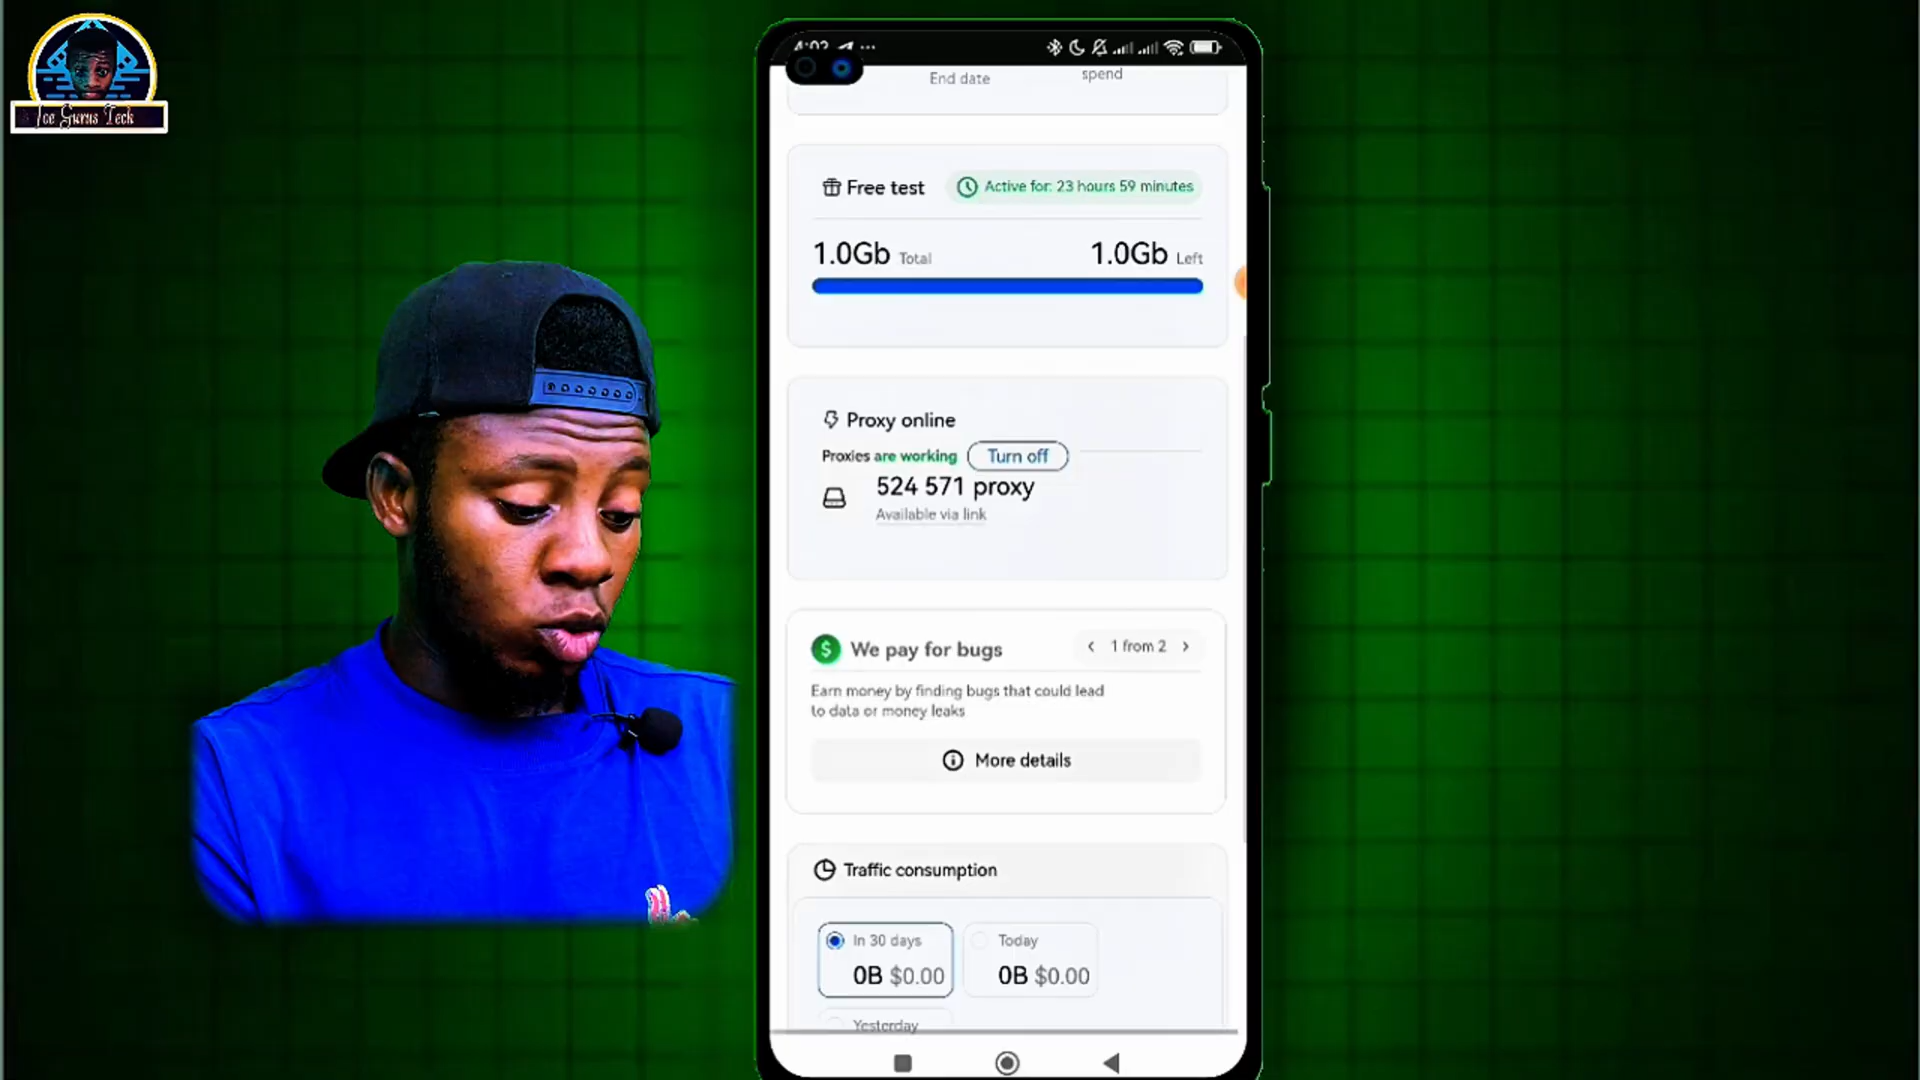 Ice Gurus Tech
4:02
End date
spend
Free test
Active for: 23 hours 59 minutes
1.0Gb Total
1.0Gb Left
Proxy online
Proxies are working
Turn off
524 571 proxy
Available via link
$ We pay for bugs
< 1 from 2 >
Earn money by finding bugs that could lead
to data or money leaks
More details
Traffic consumption
In 30 days
Today
0B $0.00
0B $0.00
Yesterday